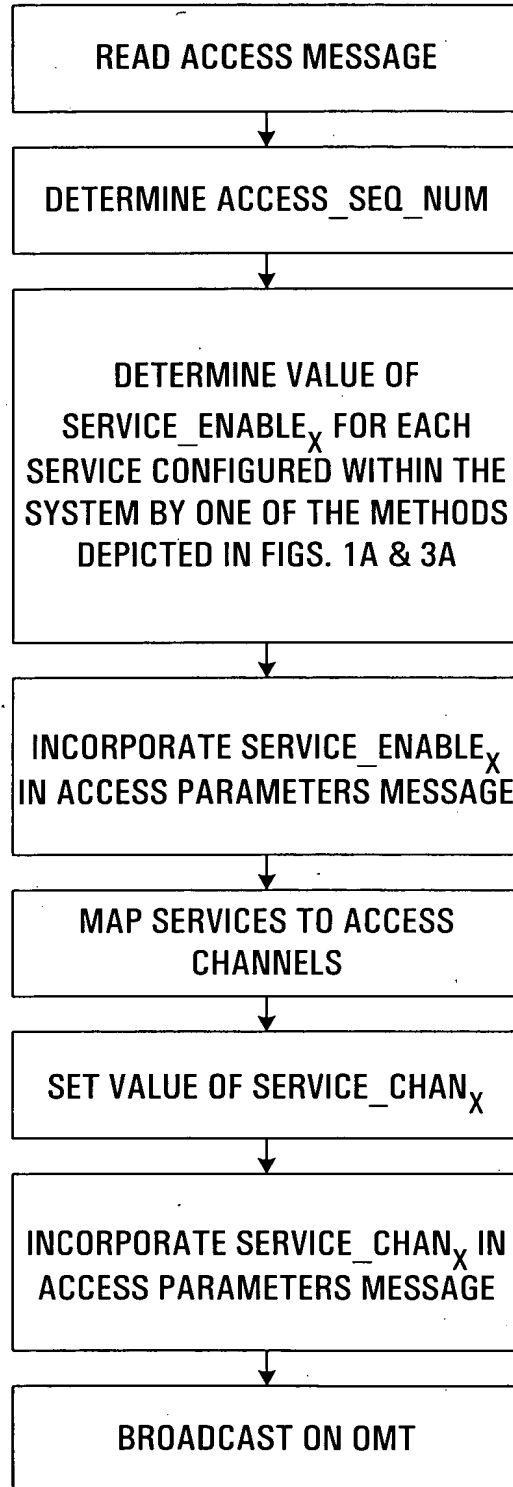 READ ACCESS MESSAGE
DETERMINE ACCESS_SEQ_NUM
DETERMINE VALUE OF
SERVICE_ENABLEX FOR EACH
SERVICE CONFIGURED WITHIN THE
SYSTEM BY ONE OF THE METHODS
DEPICTED IN FIGS. 1A & 3A
INCORPORATE SERVICE_ENABLEX
IN ACCESS PARAMETERS MESSAGE
MAP SERVICES TO ACCESS
CHANNELS
SET VALUE OF SERVICE_CHANX
INCORPORATE SERVICE_CHANX IN
ACCESS PARAMETERS MESSAGE
BROADCAST ON OMT